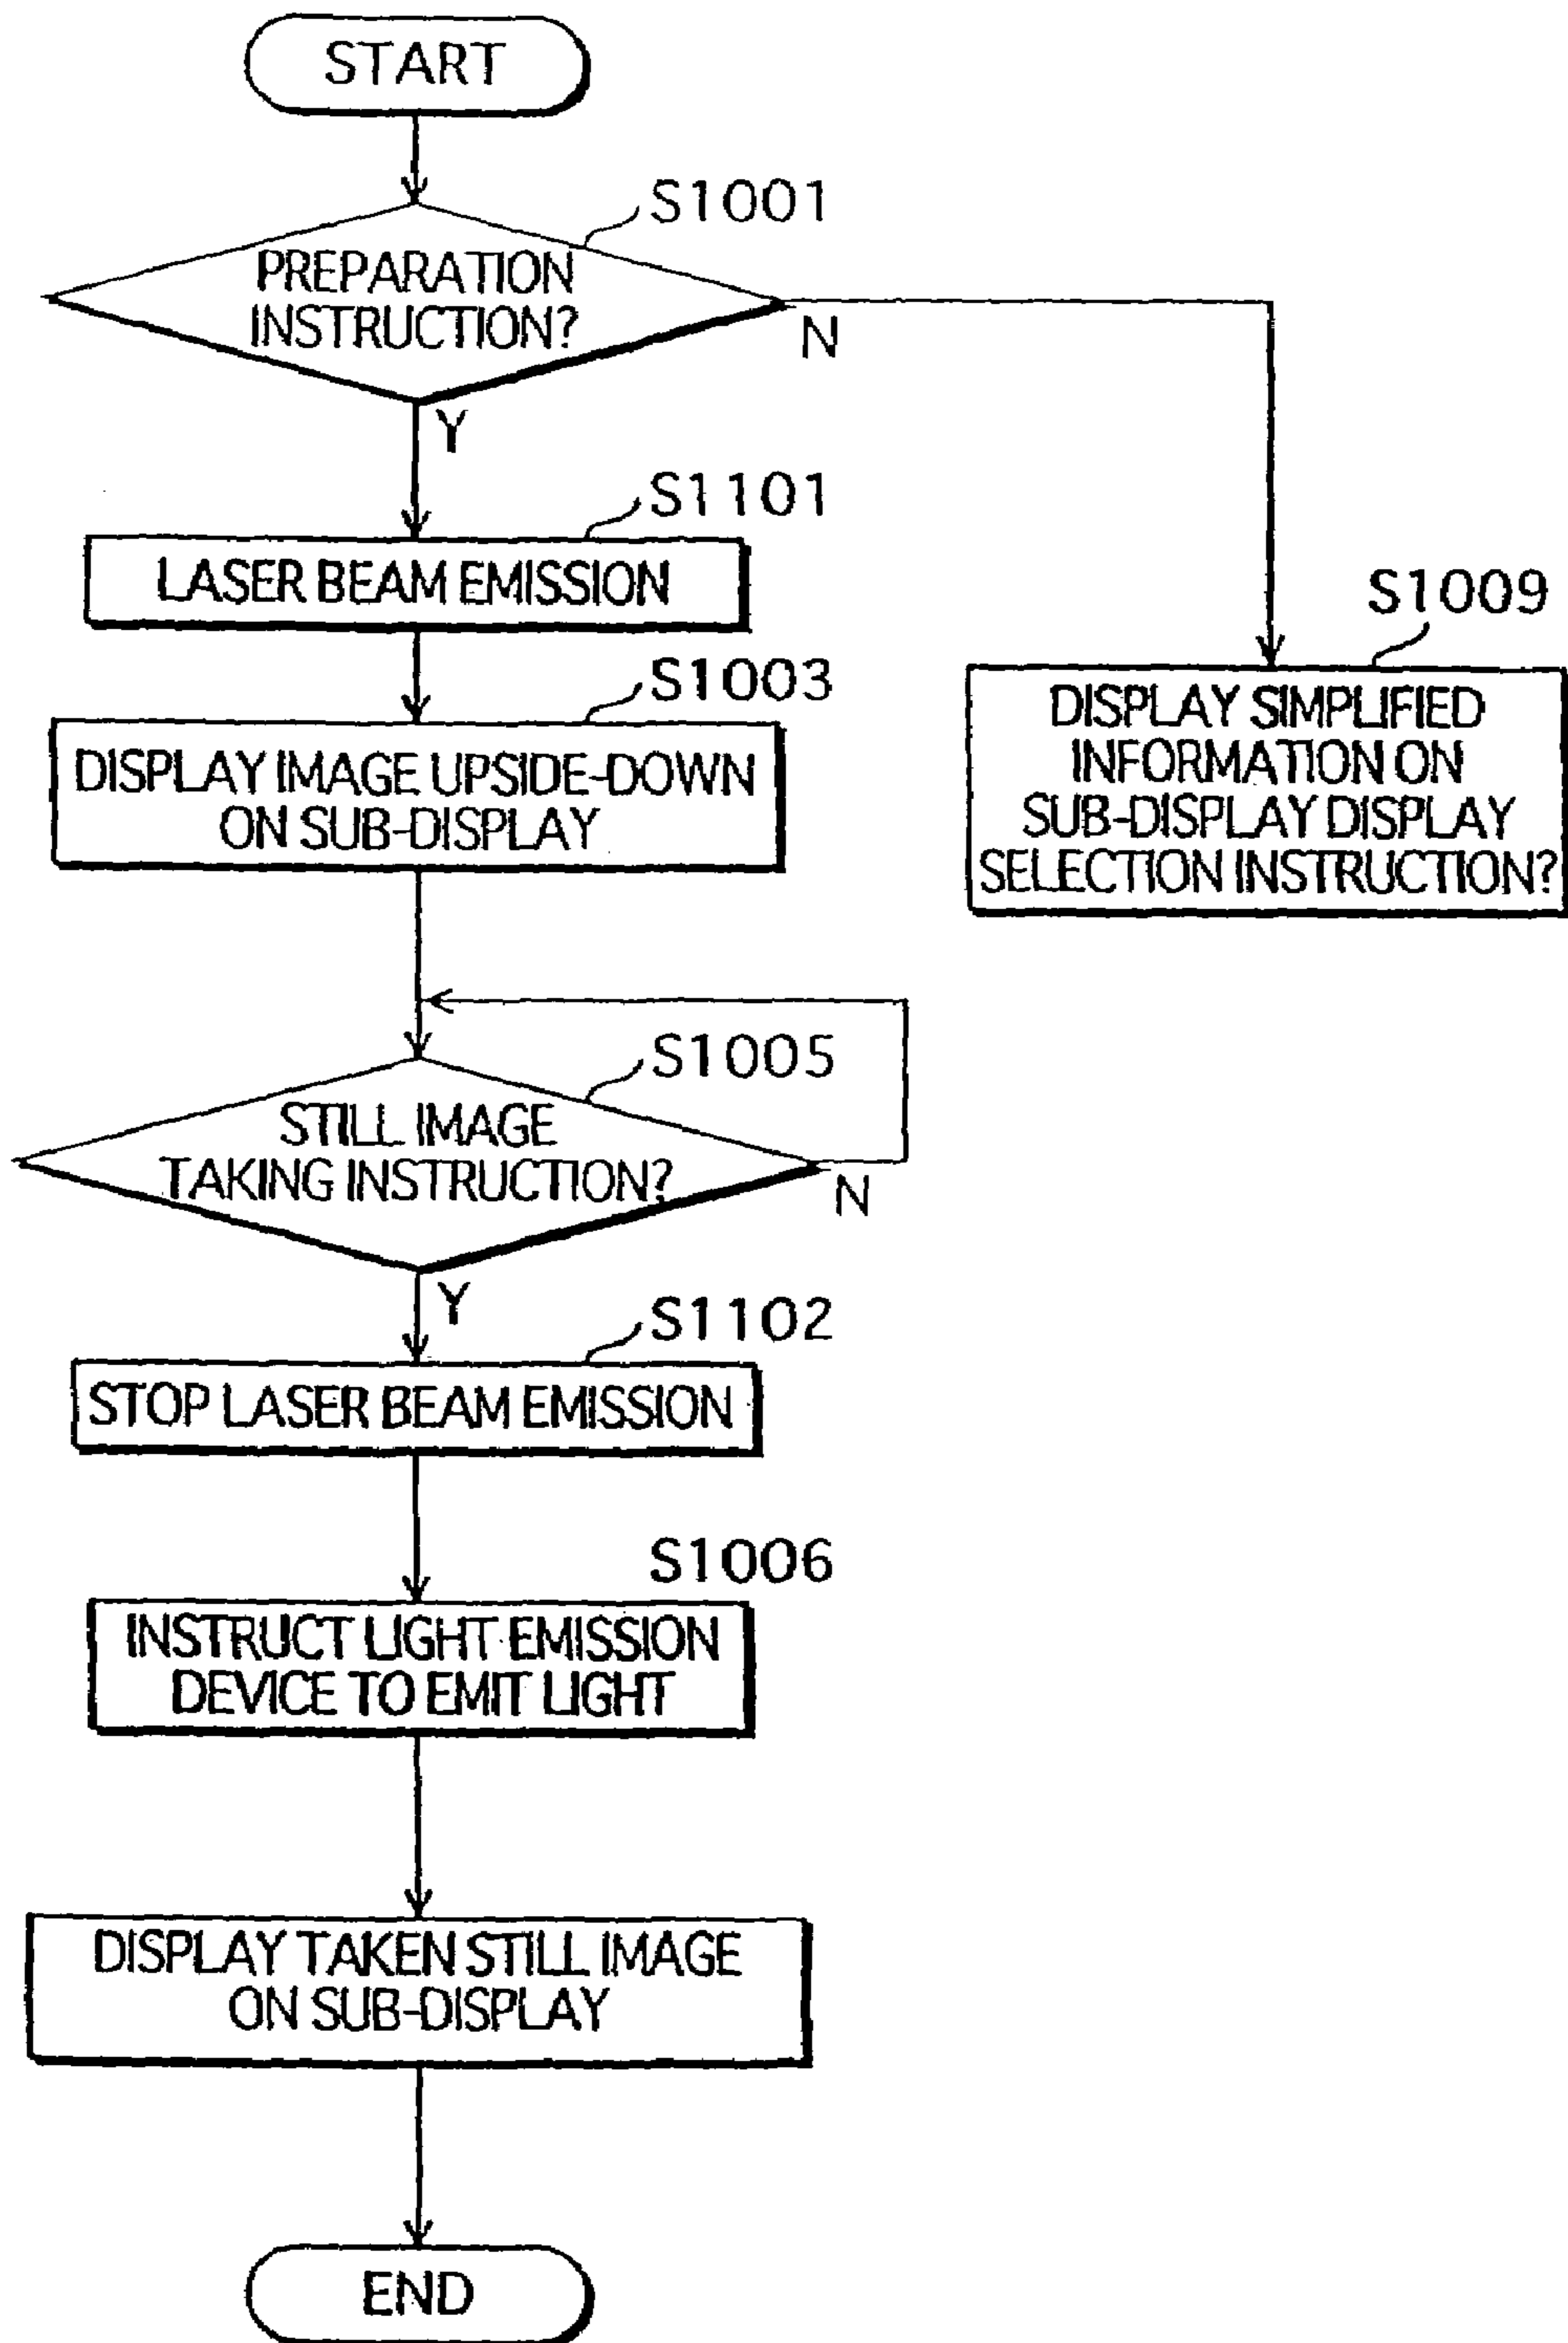 START
S1001
PREPARATION
INSTRUCTION?
N
Y
S1101
LASER BEAM EMISSION
S1009
DISPLAY SIMPLIFIED
INFORMATION ON
SUB-DISPLAY DISPLAY
SELECTION INSTRUCTION?
S1003
DISPLAY IMAGE UPSIDE-DOWN
ON SUB-DISPLAY
S1005
STILL IMAGE
TAKING INSTRUCTION?
N
Y
S1102
STOP LASER BEAM EMISSION
S1006
INSTRUCT LIGHT EMISSION
DEVICE TO EMIT LIGHT
DISPLAY TAKEN STILL IMAGE
ON SUB-DISPLAY
END